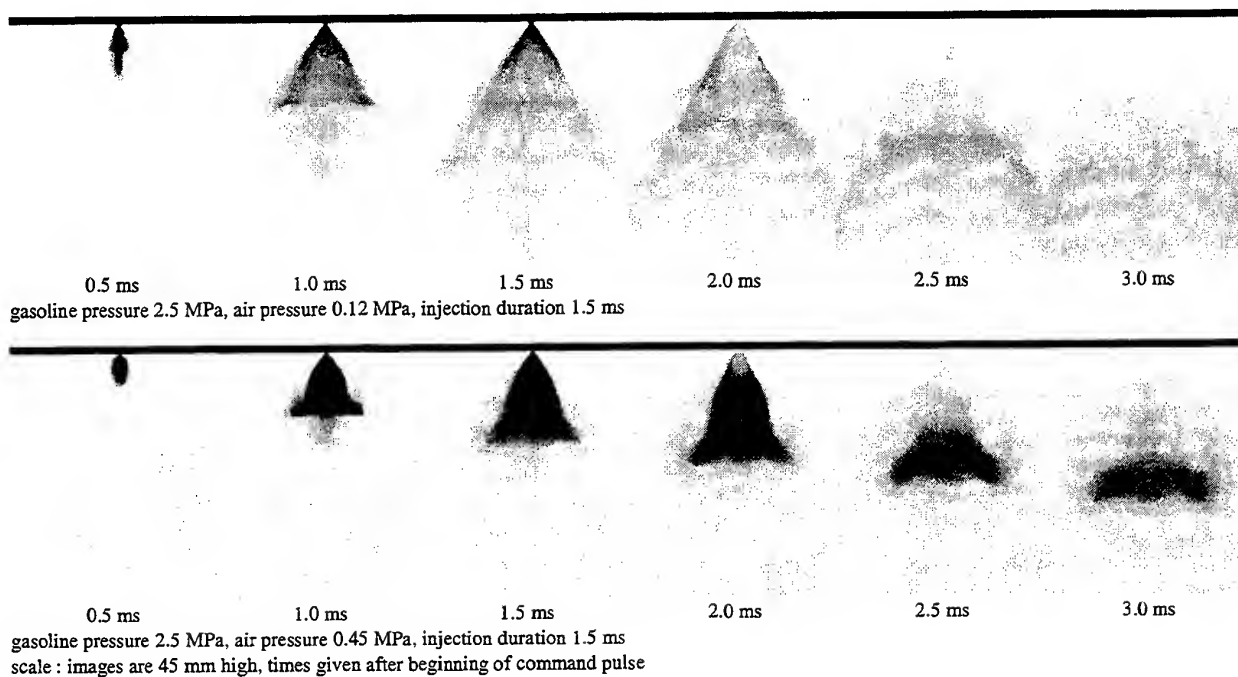 0.5 ms 1.0 ms 1.5 ms 2.0 ms 2.5 ms 3.0 ms
gasoline pressure 2.5 MPa, air pressure 0.12 MPa, injection duration 1.5 ms
0.5 ms 1.0 ms 1.5 ms 2.0 ms 2.5 ms 3.0 ms
gasoline pressure 2.5 MPa, air pressure 0.45 MPa, injection duration 1.5 ms
scale : images are 45 mm high, times given after beginning of command pulse